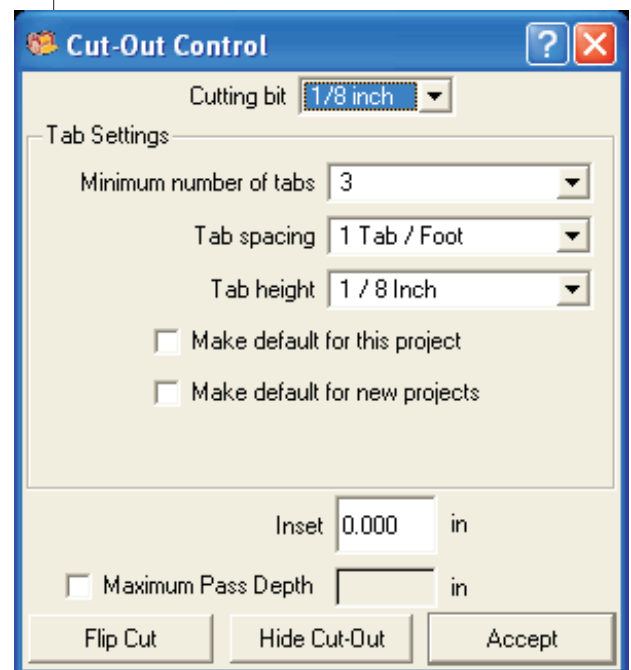 Cut-Out Control
Cutting bit 1/8 inch
Tab Settings
Minimum number of tabs 3
Tab spacing 1 Tab / Foot
Tab height 1 / 8 Inch
Make default for this project
Make default for new projects
Inset 0.000 in
Maximum Pass Depth in
Flip Cut Hide Cut-Out Accept